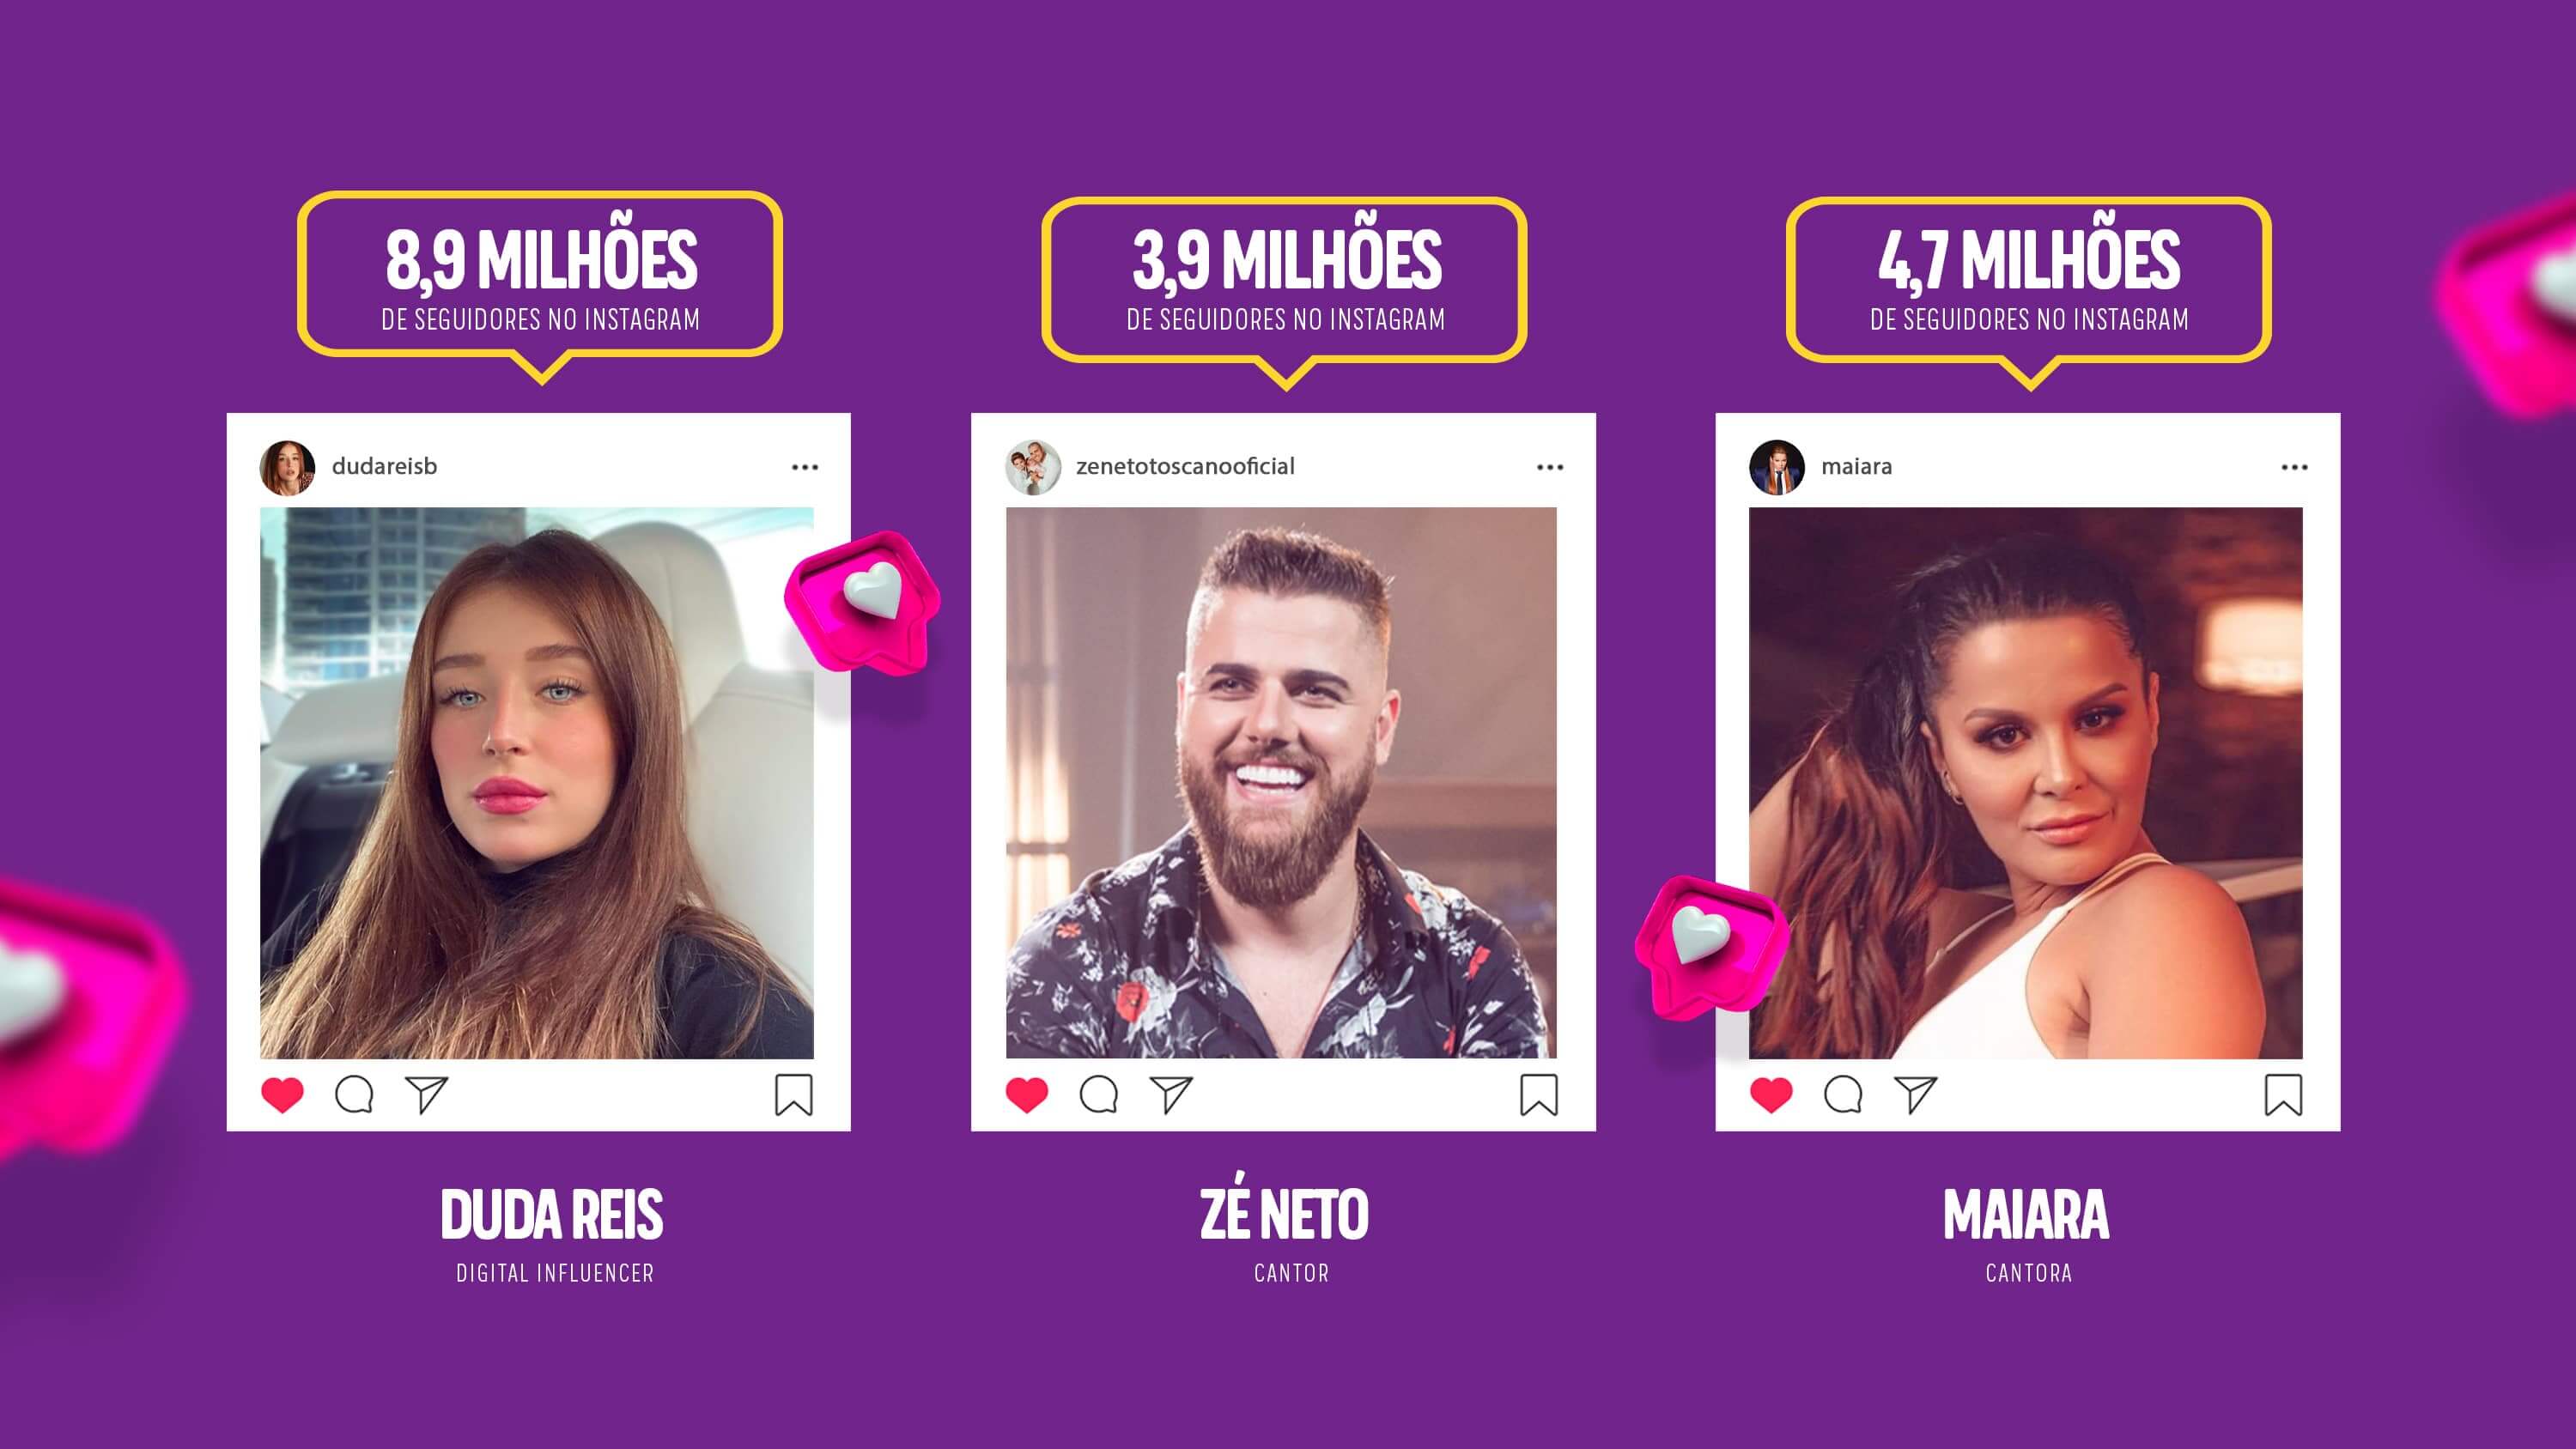 8,9 MILHÕES
DE SEGUIDORES NO INSTAGRAM
dudareisb
DUDA REIS
DIGITAL INFLUENCER
3,9 MILHÕES
DE SEGUIDORES NO INSTAGRAM
zenetotoscanooficial
ZÉ NETO
CANTOR
4,7 MILHÕES
DE SEGUIDORES NO INSTAGRAM
maiara
MAIARA
CANTORA